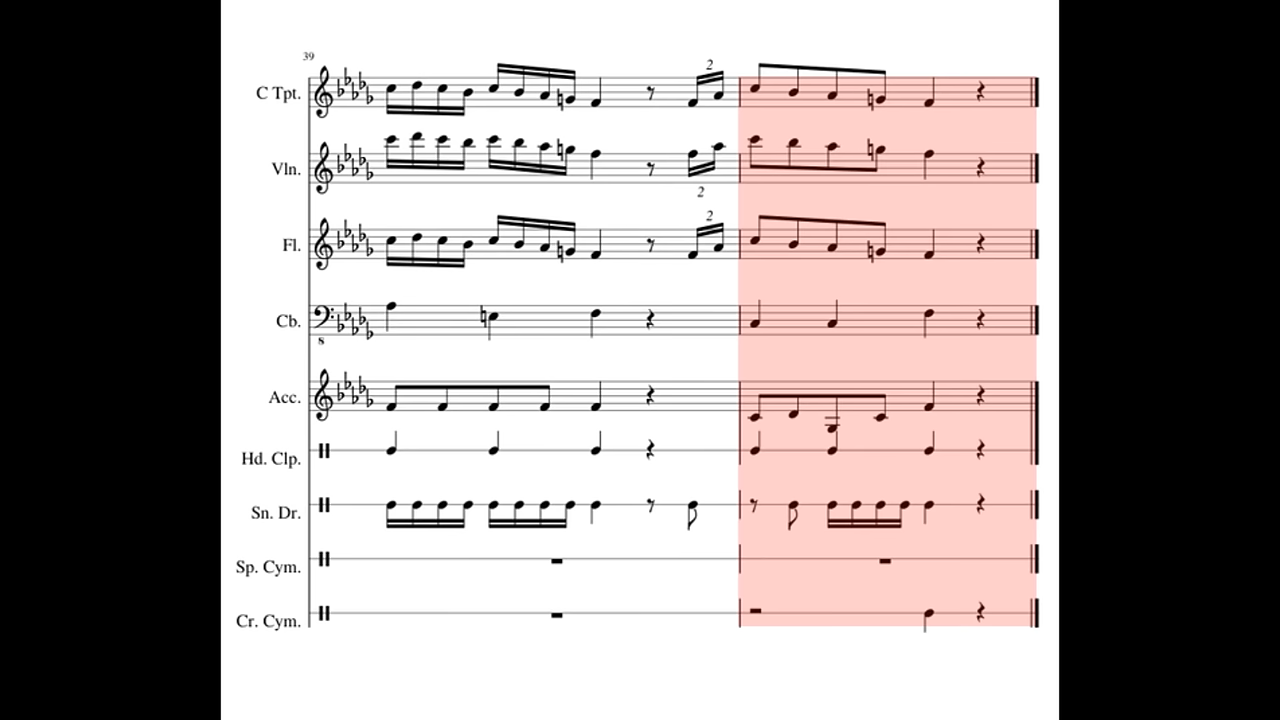 39
C Tpt.
2
Vln.
2
Fl.
2
Cb.
8
Acc.
Hd. Clp.
Sn. Dr.
Sp. Cym.
Cr. Cym.